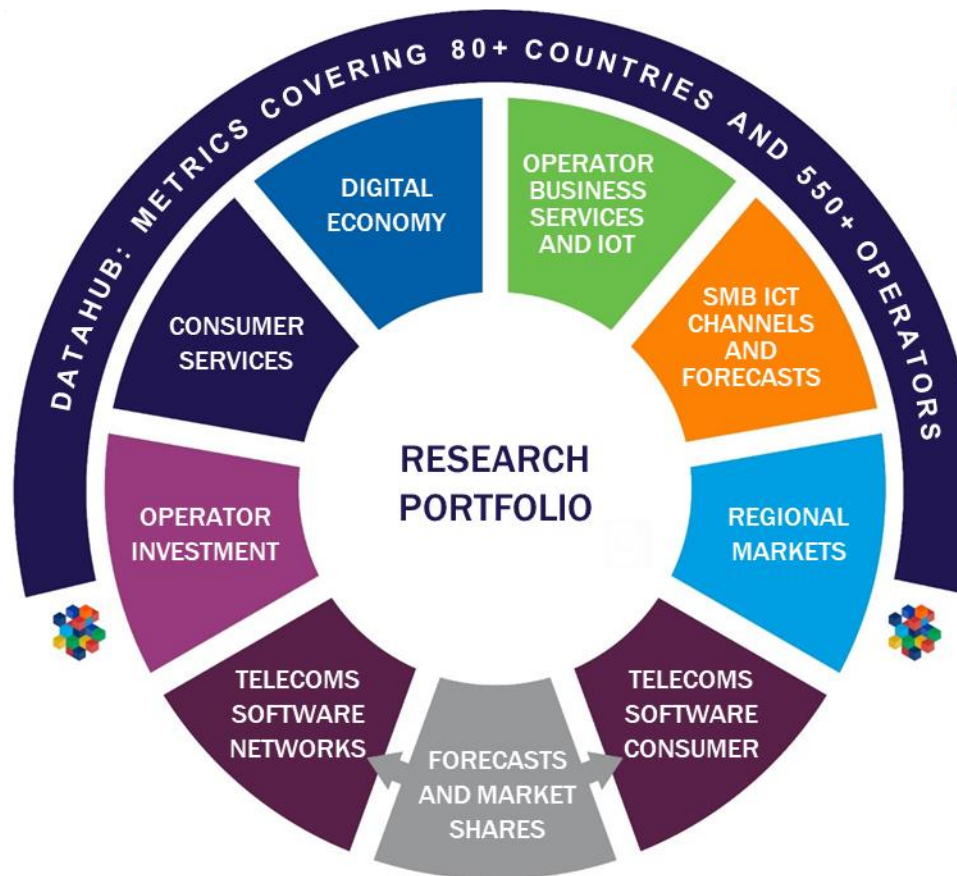 DATAHUB: METRICS COVERING 80+ COUNTRIES AND 550+ OPERATORS
DIGITAL
ECONOMY
OPERATOR
BUSINESS
SERVICES
AND IOT
CONSUMER
SERVICES
SMB ICT
CHANNELS
AND
FORECASTS
RESEARCH
PORTFOLIO
OPERATOR
INVESTMENT
REGIONAL
MARKETS
TELECOMS
SOFTWARE
NETWORKS
TELECOMS
SOFTWARE
CONSUMER
FORECASTS
AND MARKET
SHARES